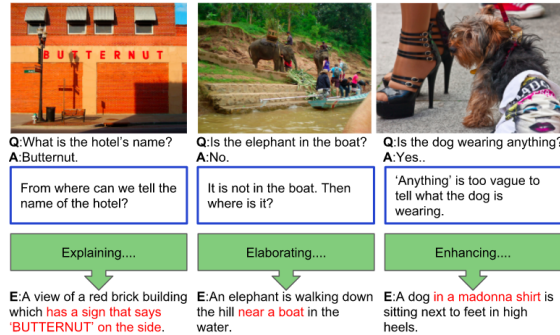 BUTTERNUT
Q:What is the hotel's name?
A:Butternut.
From where can we tell the
name of the hotel?
Explaining....
E:A view of a red brick building
which has a sign that says
'BUTTERNUT' on the side.
Q:Is the elephant in the boat?
A:No.
It is not in the boat. Then
where is it?
Elaborating....
E:An elephant is walking down
the hill near a boat in the
water.
Q:Is the dog wearing anything?
A:Yes..
'Anything' is too vague to
tell what the dog is
wearing.
Enhancing....
E:A dog in a madonna shirt is
sitting next to feet in high
heels.